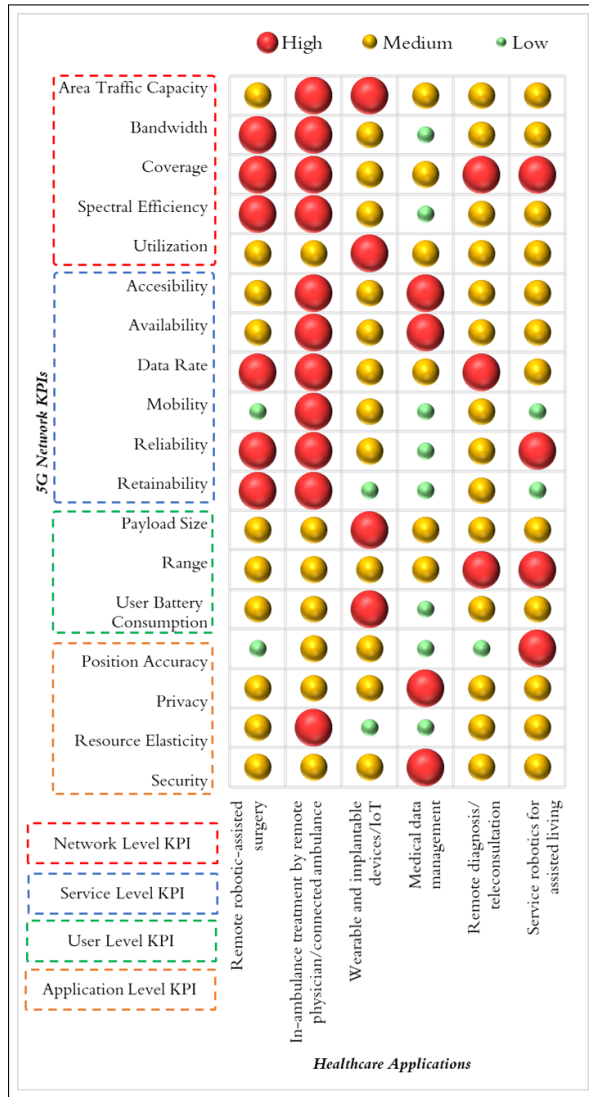 High
Medium
Low
Area Traffic Capacity
Bandwidth
Coverage
Spectral Efficiency
Utilization
Accesibility
Availability
Data Rate
Mobility
Reliability
Retainability
Payload Size
Range
User Battery
Consumption
Position Accuracy
Privacy
Resource Elasticity
Security
5G Network KPIs
Network Level KPI
Service Level KPI
User Level KPI
Application Level KPI
Remote robotic-assisted
surgery
In-ambulance treatment by remote
physician/connected ambulance
Wearable and implantable
devices/IoT
Medical data
management
Remote diagnosis/
teleconsultation
Service robotics for
assisted living
Healthcare Applications